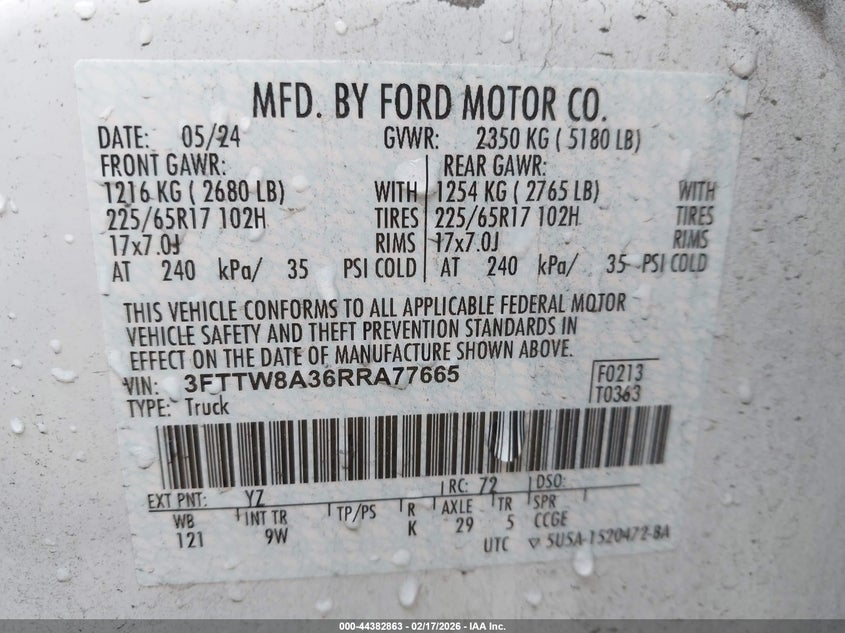 MFD. BY FORD MOTOR CO.
DATE: 05/24 GVWR: 2350 KG ( 5180 LB)
FRONT GAWR: REAR GAWR:
1216 KG ( 2680 LB) WITH 1254 KG ( 2765 LB) WITH
225/65R17 102H TIRES 225/65R17 102H TIRES
17x7.0J RIMS 17x7.0J RIMS
AT 240 kPa/ 35 PSI COLD AT 240 kPa/ 35 PSI COLD
THIS VEHICLE CONFORMS TO ALL APPLICABLE FEDERAL MOTOR
VEHICLE SAFETY AND THEFT PREVENTION STANDARDS IN
EFFECT ON THE DATE OF MANUFACTURE SHOWN ABOVE.
VIN: 3FTTW8A36RRA77665 F0213
TYPE: Truck T0363
EXT PNT: YZ RC: 72 DSO:
WB INT TR TP/PS R AXLE TR SPR
121 9W K 29 5 CCGE
UTC 5U5A-1520472-BA
000-44382863 - 02/17/2026 - IAA Inc.